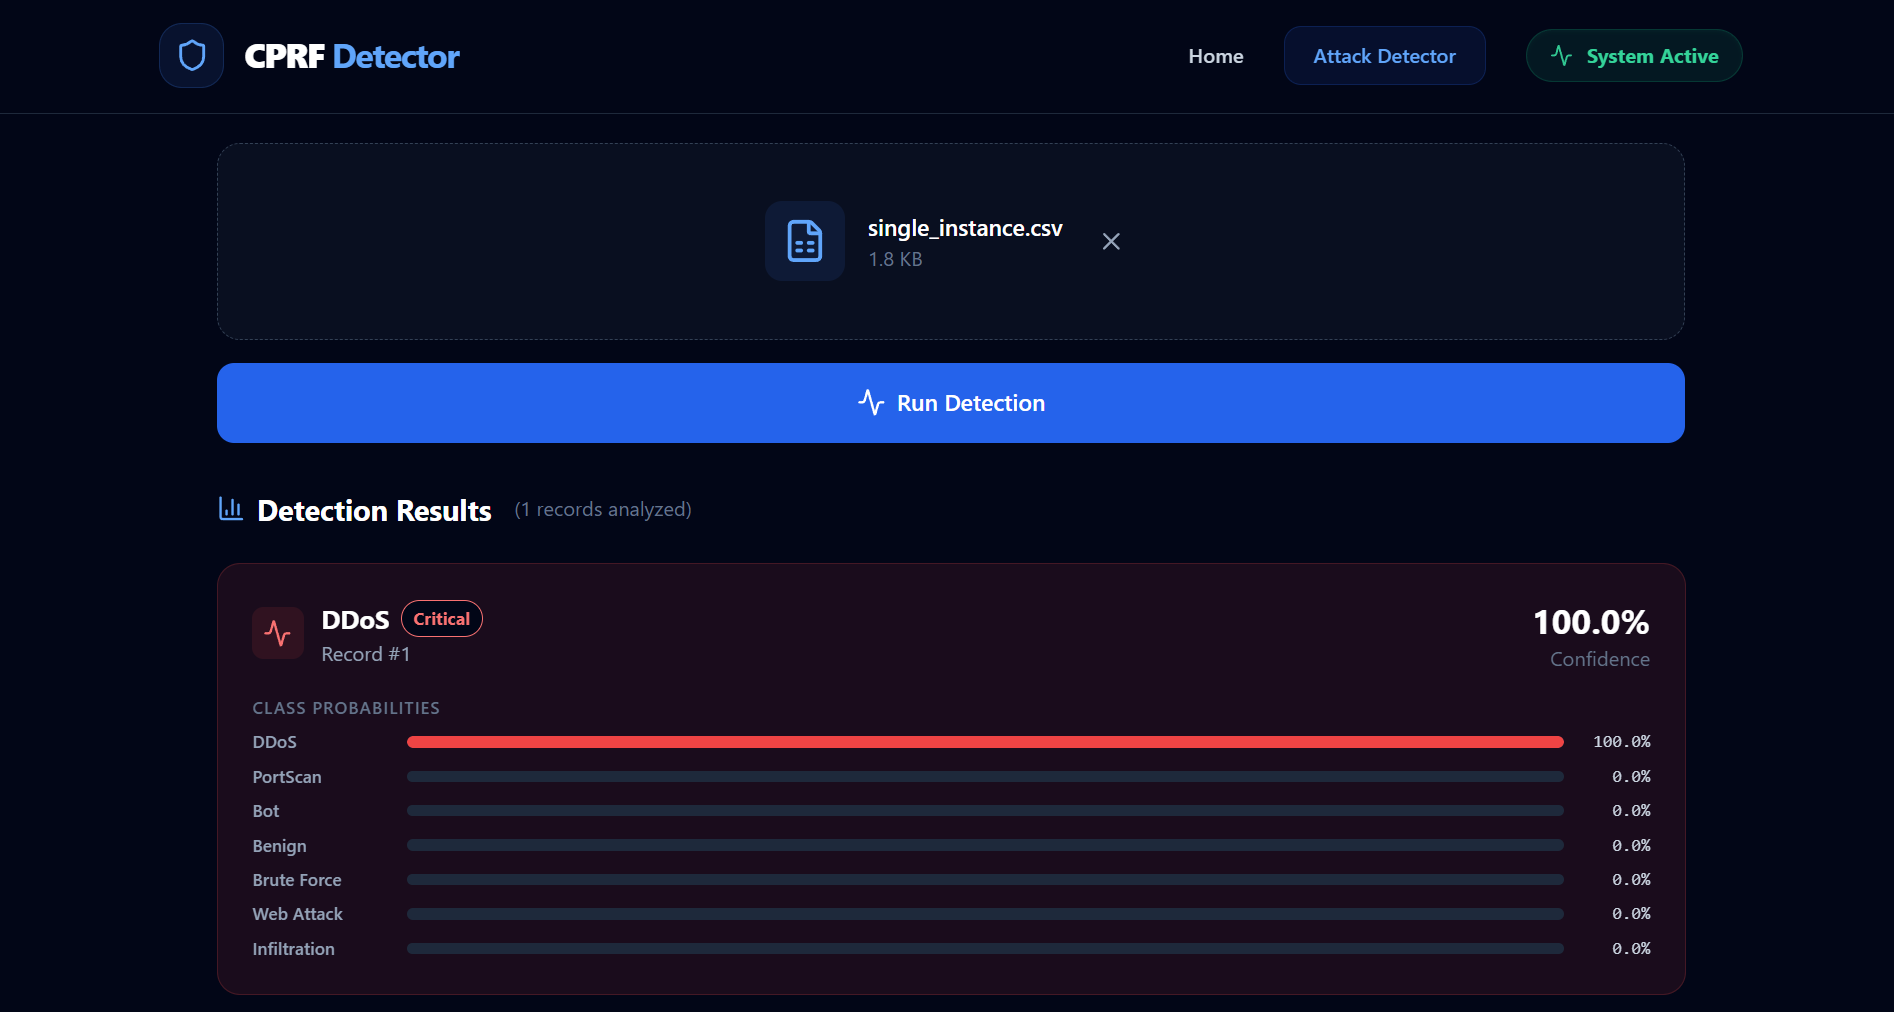 CPRF Detector
Home
Attack Detector
System Active
single_instance.csv
1.8 KB
Run Detection
Detection Results (1 records analyzed)
DDoS Critical
Record #1
100.0%
Confidence
CLASS PROBABILITIES
DDoS 100.0%
PortScan 0.0%
Bot 0.0%
Benign 0.0%
Brute Force 0.0%
Web Attack 0.0%
Infiltration 0.0%